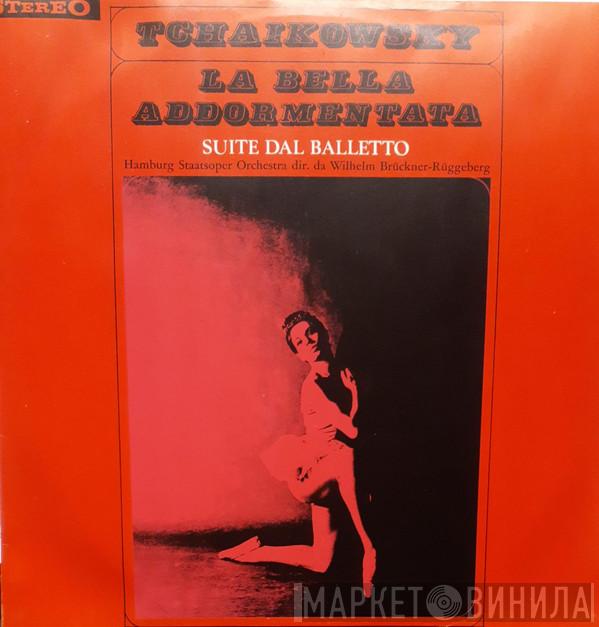 STEREO
TCHAIKOWSKY
LA BELLA
ADDORMENTATA
SUITE DAL BALLETTO
Hamburg Staatsoper Orchestra dir. da Wilhelm Brückner-Rüggeberg
МАРКЕТ ВИНИЛА